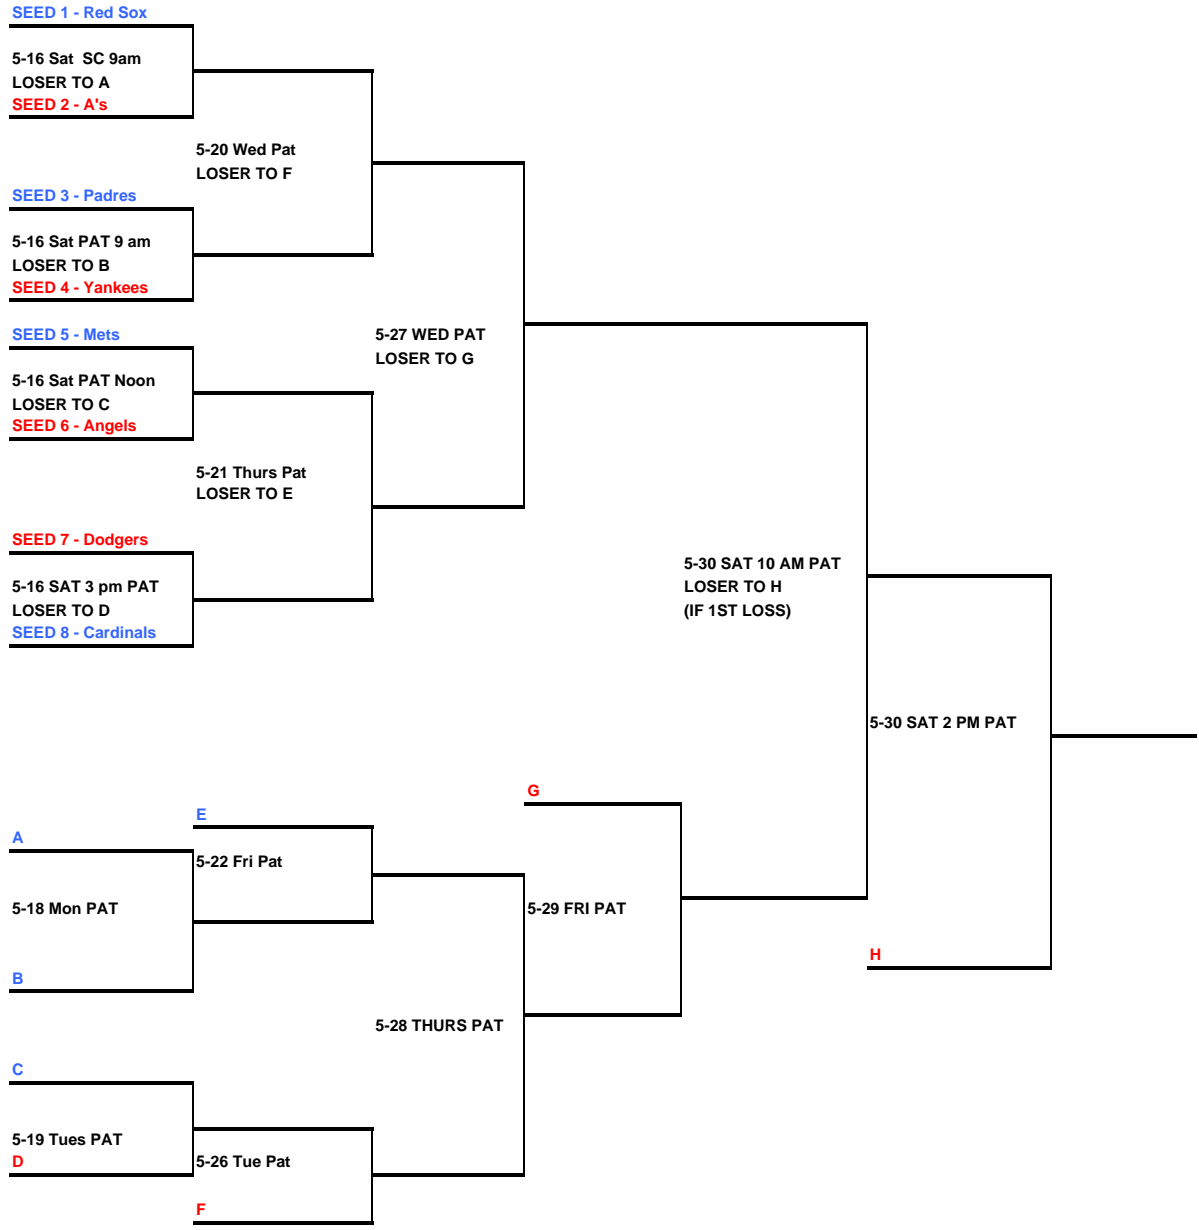 SEED 1 - Red Sox
5-16 Sat  SC 9am
LOSER TO A
SEED 2 - A's
5-20 Wed Pat
LOSER TO F
SEED 3 - Padres
5-16 Sat PAT 9 am
LOSER TO B
SEED 4 - Yankees
SEED 5 - Mets
5-27 WED PAT
LOSER TO G
5-16 Sat PAT Noon
LOSER TO C
SEED 6 - Angels
5-21 Thurs Pat
LOSER TO E
SEED 7 - Dodgers
5-16 SAT 3 pm PAT
LOSER TO D
SEED 8 - Cardinals
5-30 SAT 10 AM PAT
LOSER TO H
(IF 1ST LOSS)
5-30 SAT 2 PM PAT
G
E
A
5-22 Fri Pat
5-18 Mon PAT
5-29 FRI PAT
H
B
5-28 THURS PAT
C
5-19 Tues PAT
D
5-26 Tue Pat
F